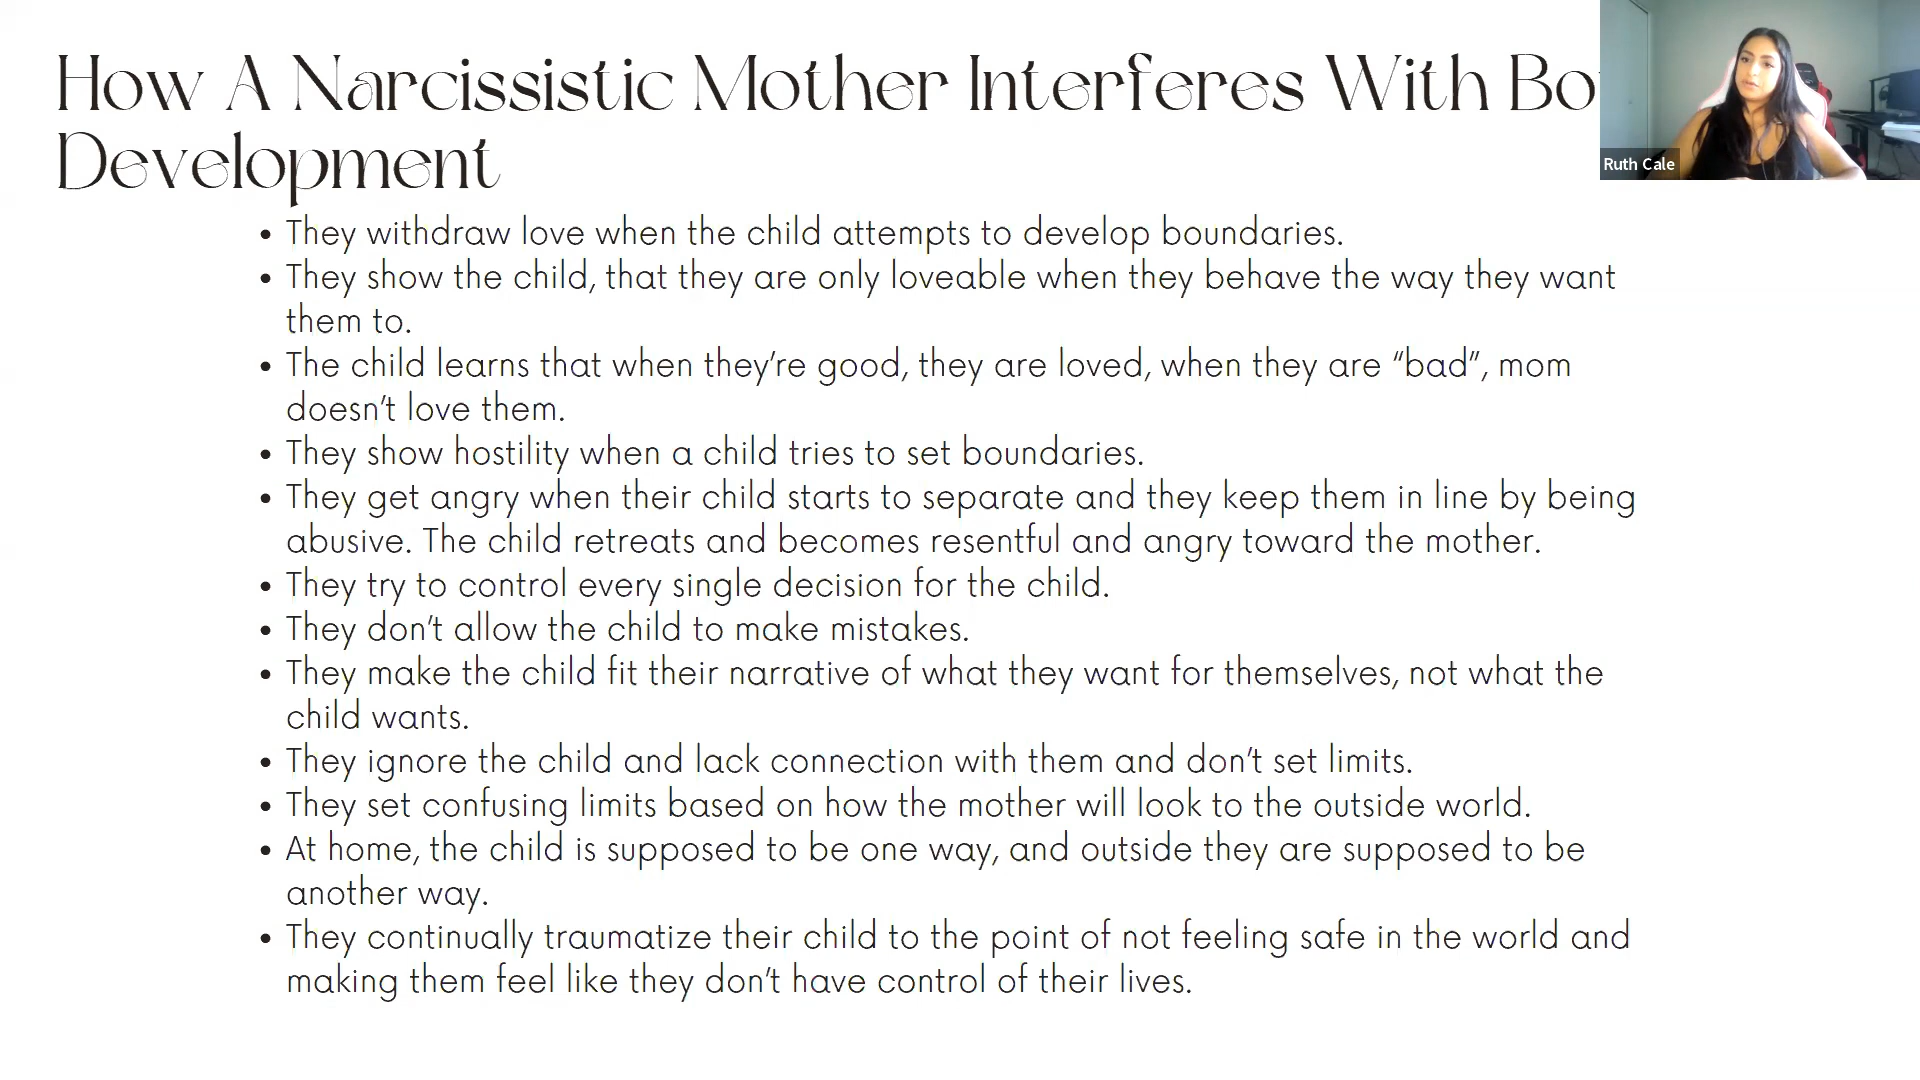 How A Narcissistic Mother Interferes With
Development
• They withdraw love when the child attempts to develop boundaries.
• They show the child, that they are only loveable when they behave the way they want
them to.
• The child learns that when they’re good, they are loved, when they are “bad”, mom
doesn’t love them.
• They show hostility when a child tries to set boundaries.
• They get angry when their child starts to separate and they keep them in line by being
abusive. The child retreats and becomes resentful and angry toward the mother.
• They try to control every single decision for the child.
• They don’t allow the child to make mistakes.
• They make the child fit their narrative of what they want for themselves, not what the
child wants.
• They ignore the child and lack connection with them and don’t set limits.
• They set confusing limits based on how the mother will look to the outside world.
• At home, the child is supposed to be one way, and outside they are supposed to be
another way.
• They continually traumatize their child to the point of not feeling safe in the world and
making them feel like they don’t have control of their lives.
Ruth Cale